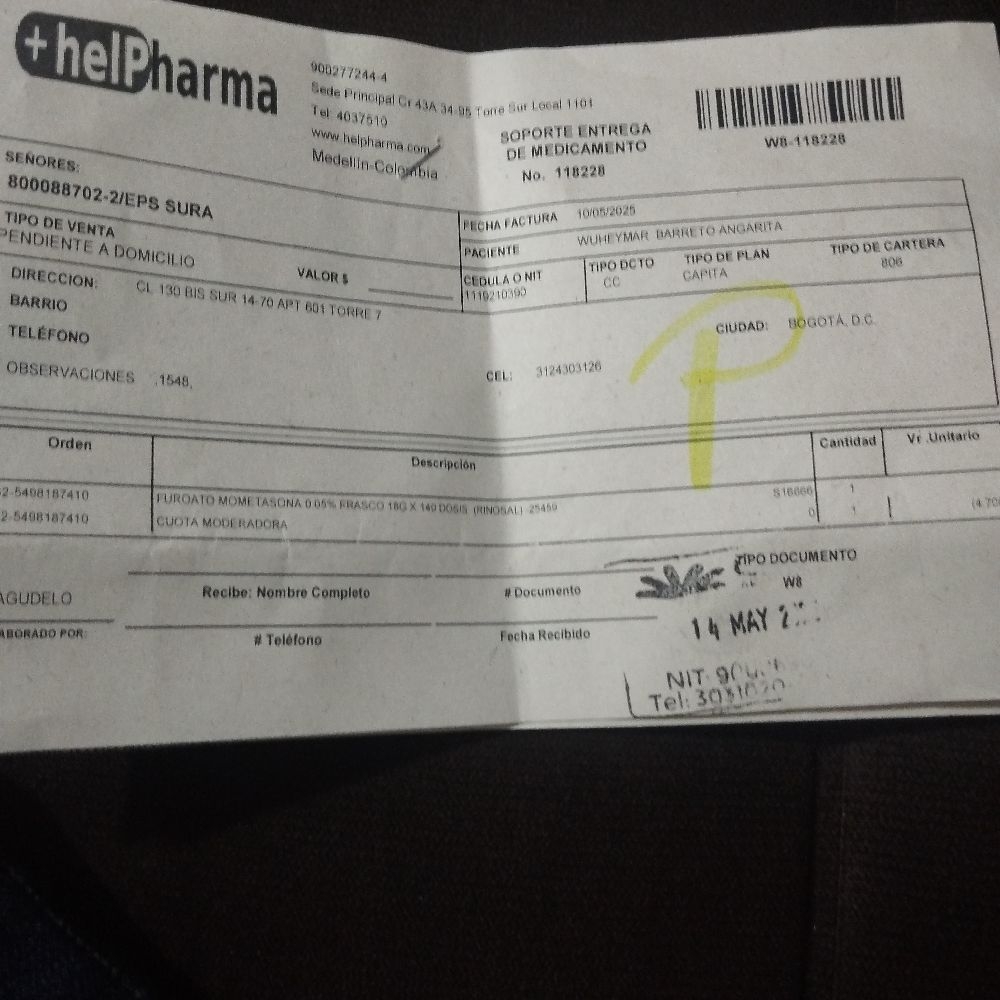 +helPharma
900277244-4
Sede Principal Cr 43A 34-95 Torre Sur Local 1101
Tel: 4037510
www.helpharma.com
Medellín-Colombia
SOPORTE ENTREGA
DE MEDICAMENTO
No. 118228
W8-118228
SEÑORES:
800088702-2/EPS SURA
TIPO DE VENTA
PENDIENTE A DOMICILIO
VALOR $
FECHA FACTURA 10/05/2025
PACIENTE WUHEYMAR BARRETO ANGARITA
CEDULA O NIT TIPO DCTO TIPO DE PLAN TIPO DE CARTERA
1119210390 CC CAPITA 806
DIRECCION: CL 130 BIS SUR 14-70 APT 601 TORRE 7
BARRIO
TELÉFONO
CIUDAD: BOGOTÁ, D.C.
OBSERVACIONES .1548,
CEL: 3124303126
P
Orden Descripción Cantidad Vr .Unitario
2-5498187410 FUROATO MOMETASONA 0.05% FRASCO 18G X 140 DOSIS (RINOSAL) 25459 S16666 1
2-5498187410 CUOTA MODERADORA 0 1 (4.70
AGUDELO
ABORADO POR:
Recibe: Nombre Completo # Documento
# Teléfono Fecha Recibido
TIPO DOCUMENTO
W8
14 MAY
NIT
Tel: